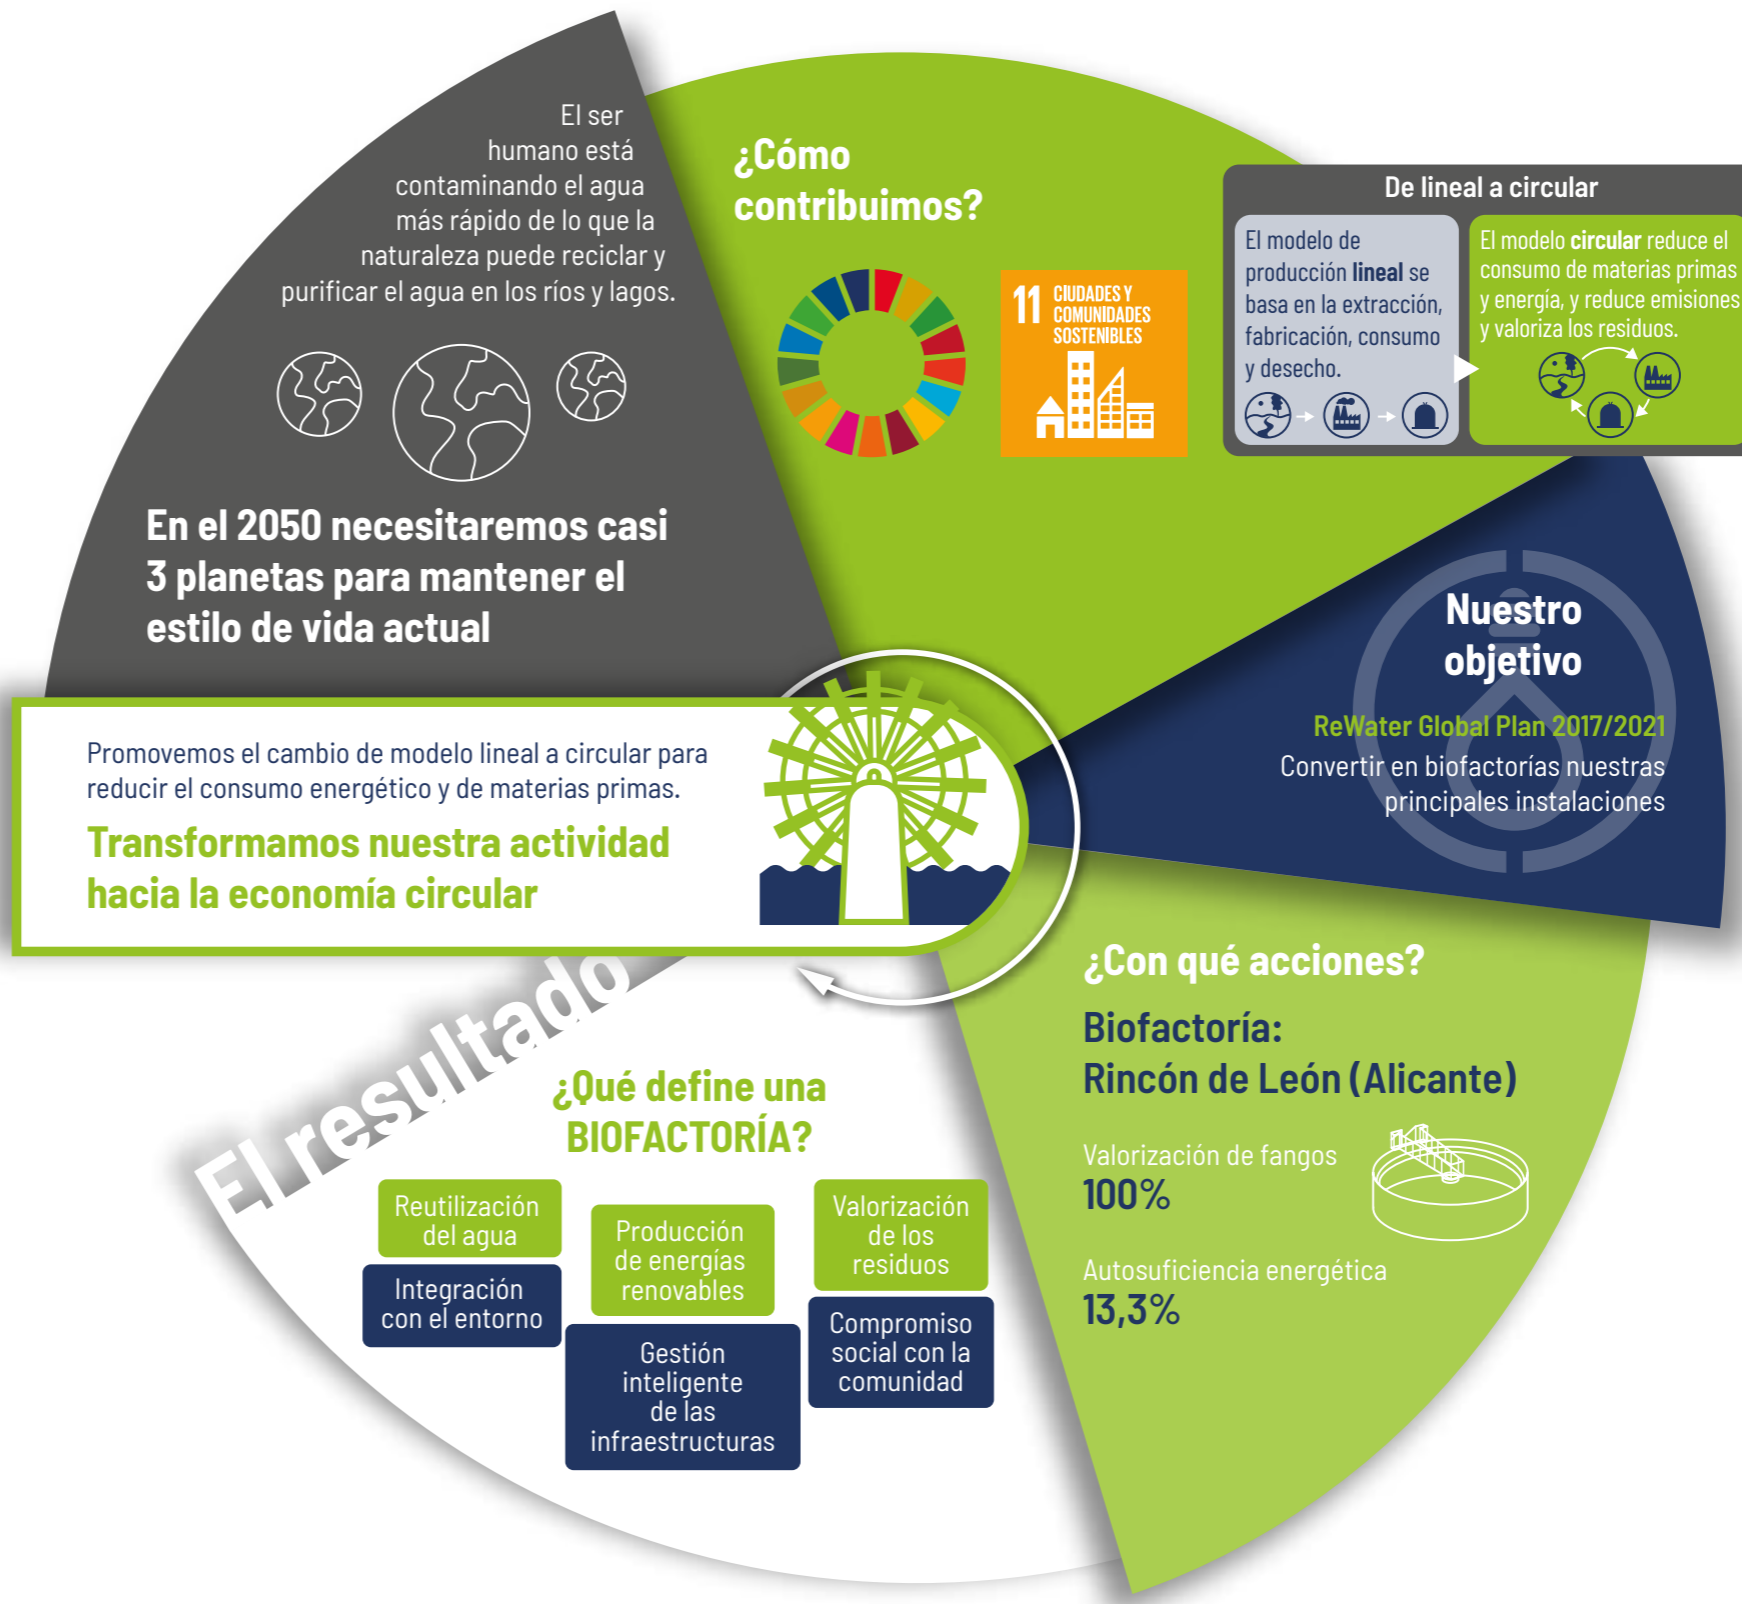 El ser
humano está
contaminando el agua
más rápido de lo que la
naturaleza puede reciclar y
purificar el agua en los ríos y lagos.
En el 2050 necesitaremos casi
3 planetas para mantener el
estilo de vida actual
¿Cómo
contribuimos?
11 CIUDADES Y
COMUNIDADES
SOSTENIBLES
De lineal a circular
El modelo de
producción lineal se
basa en la extracción,
fabricación, consumo
y desecho.
El modelo circular reduce el
consumo de materias primas
y energía, y reduce emisiones
y valoriza los residuos.
Nuestro
objetivo
ReWater Global Plan 2017/2021
Convertir en biofactorías nuestras
principales instalaciones
Promovemos el cambio de modelo lineal a circular para
reducir el consumo energético y de materias primas.
Transformamos nuestra actividad
hacia la economía circular
¿Con qué acciones?
Biofactoría:
Rincón de León (Alicante)
Valorización de fangos
100%
Autosuficiencia energética
13,3%
El resultado
¿Qué define una
BIOFACTORÍA?
Reutilización
del agua
Producción
de energías
renovables
Valorización
de los
residuos
Integración
con el entorno
Gestión
inteligente
de las
infraestructuras
Compromiso
social con la
comunidad